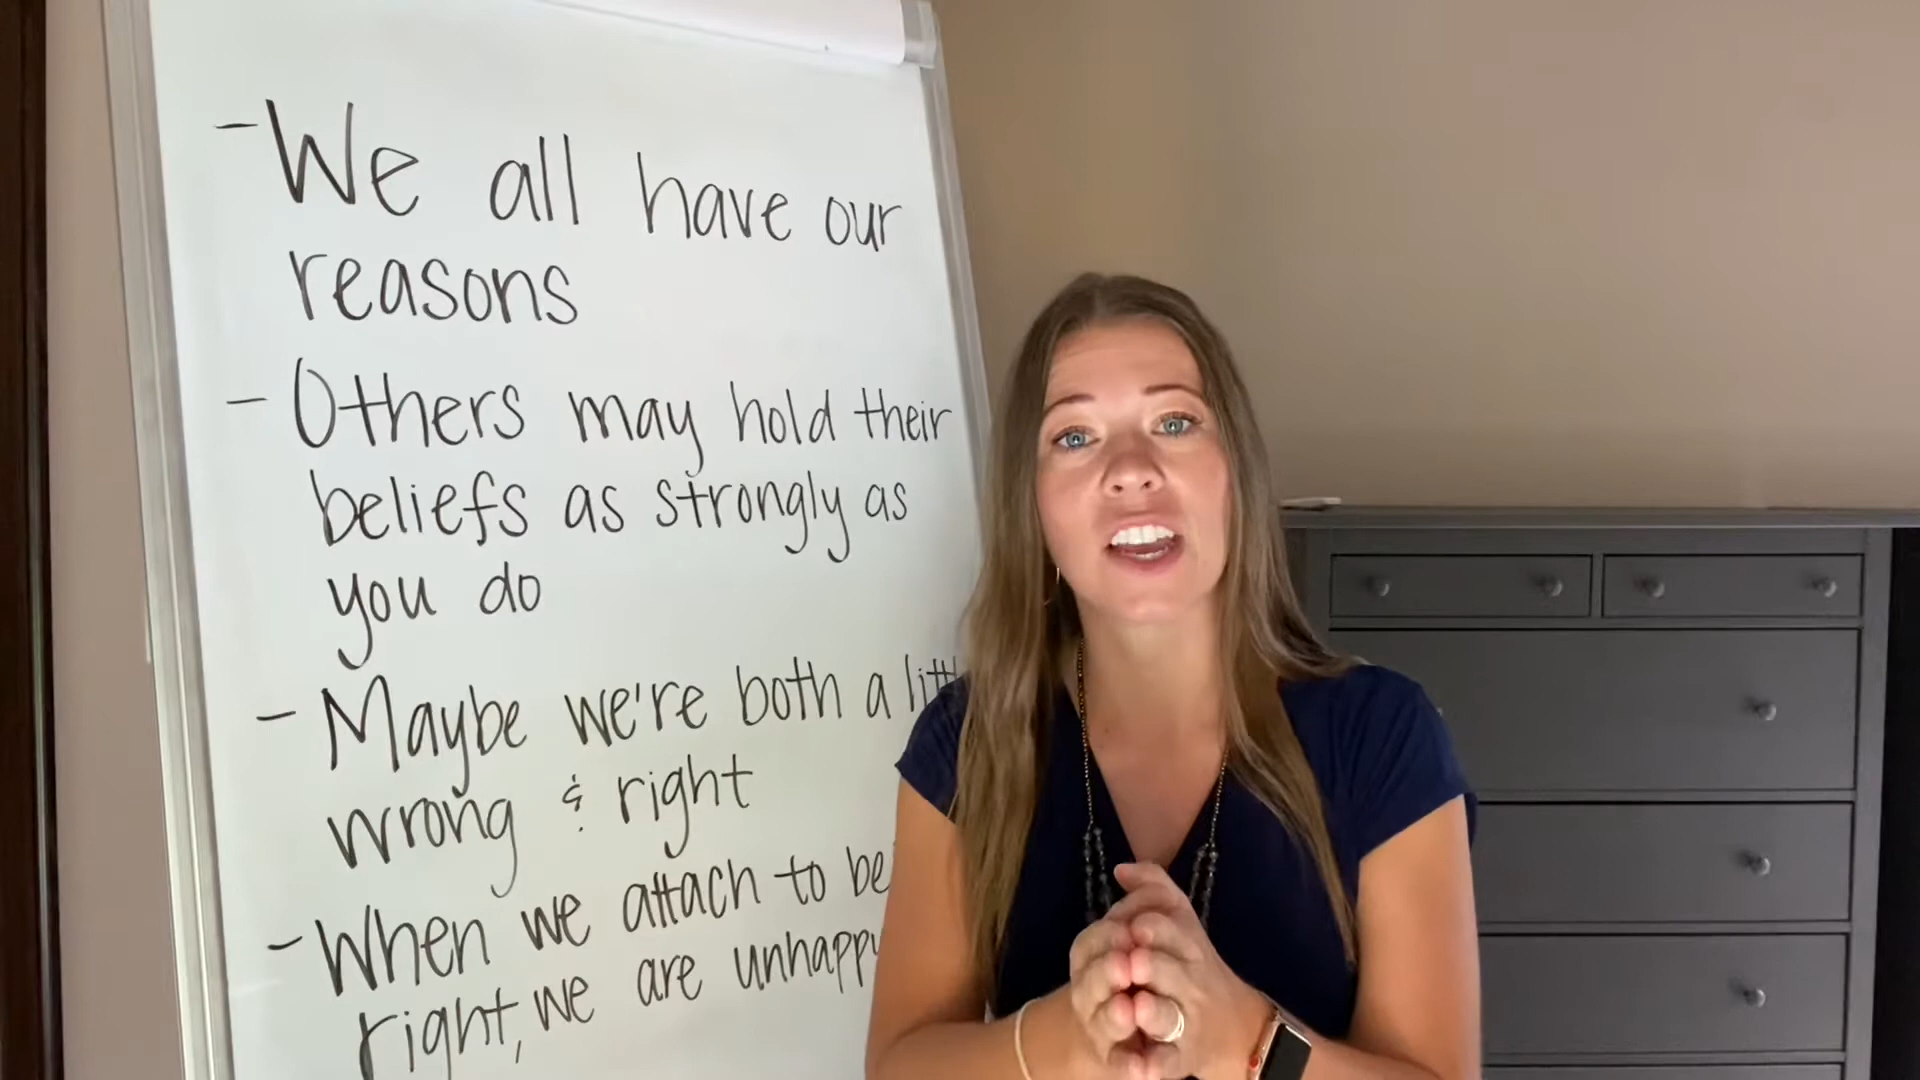 - We all have our
reasons
- Others may hold their
beliefs as strongly as
you do
- Maybe we're both a
wrong & right
- When we attach to
right, we are unhappy